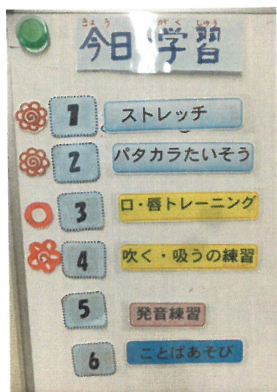 きょう がくしゅう
今日 学習
1 ストレッチ
2 パタカラたいそう
3 口・唇トレーニング
4 吹く・吸うの練習
5 発音練習
6 ことばあそび